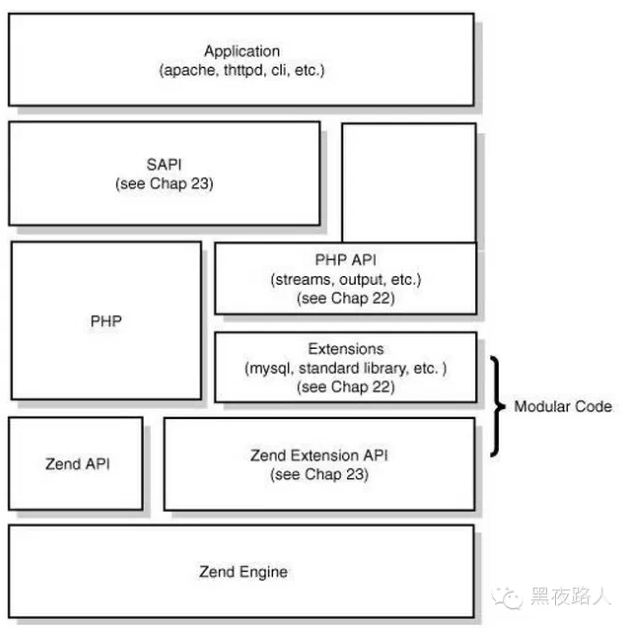 Application
(apache, thttpd, cli, etc.)
SAPI
(see Chap 23)
PHP API
(streams, output, etc.)
(see Chap 22)
PHP
Extensions
(mysql, standard library, etc. )
(see Chap 22)
Modular Code
Zend API
Zend Extension API
(see Chap 23)
Zend Engine
黑夜路人